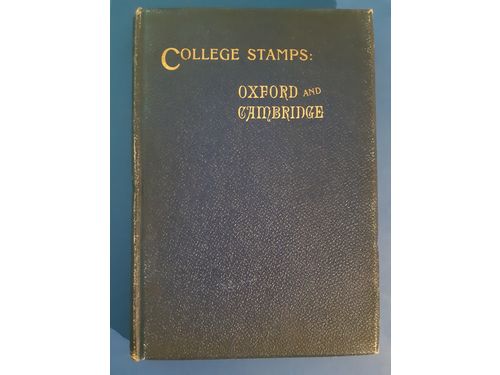 COLLEGE STAMPS:
OXFORD AND
CAMBRIDGE